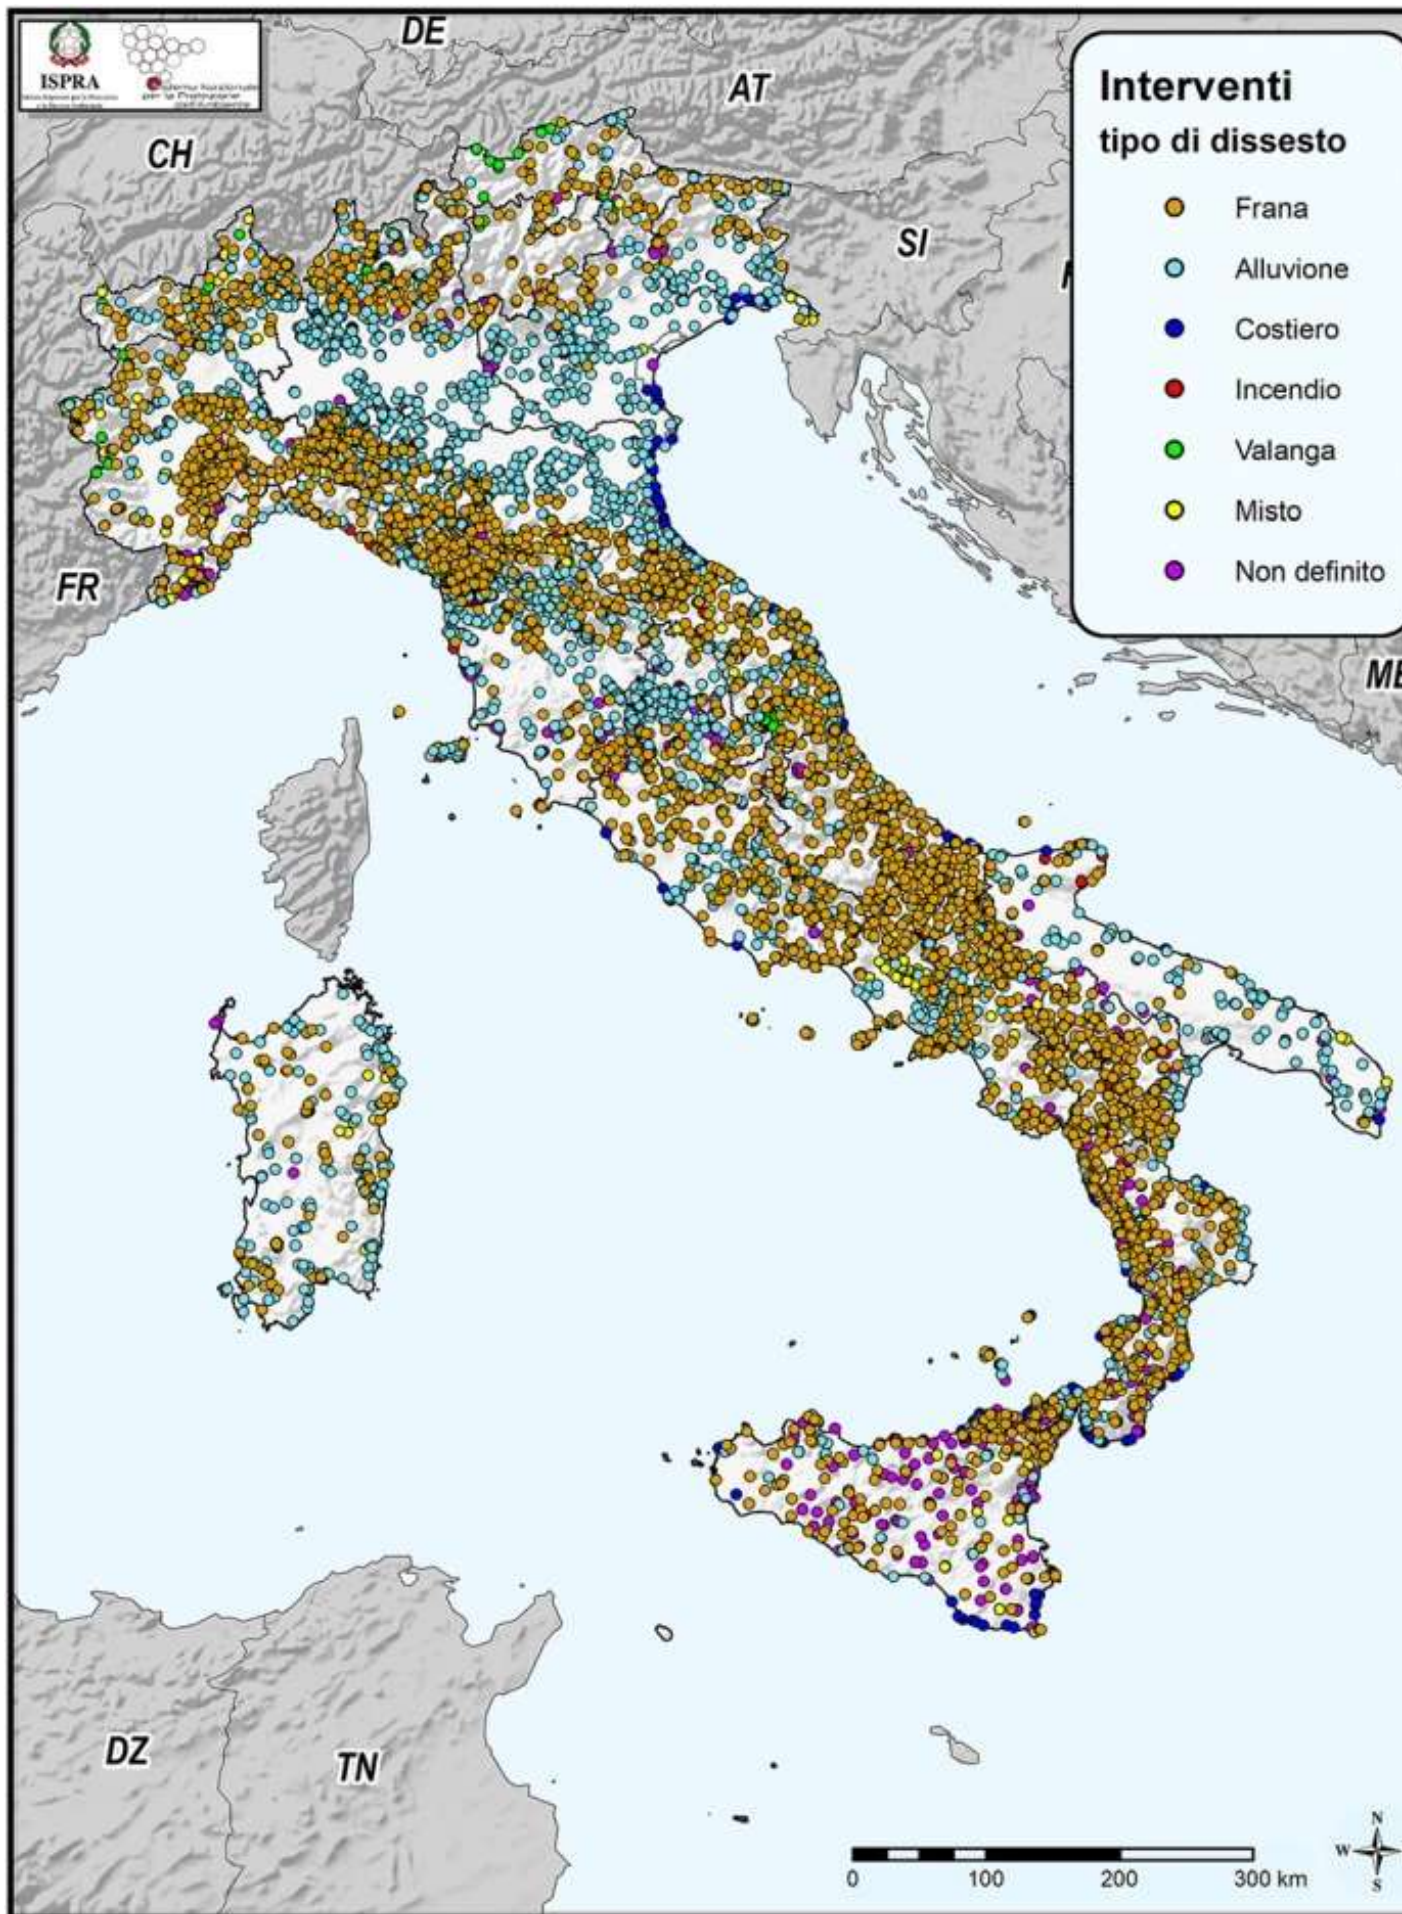 ISPRA
DE
AT
CH
SI
FR
ME
Interventi
tipo di dissesto
Frana
Alluvione
Costiero
Incendio
Valanga
Misto
Non definito
DZ
TN
N
W
S
0 100 200 300 km